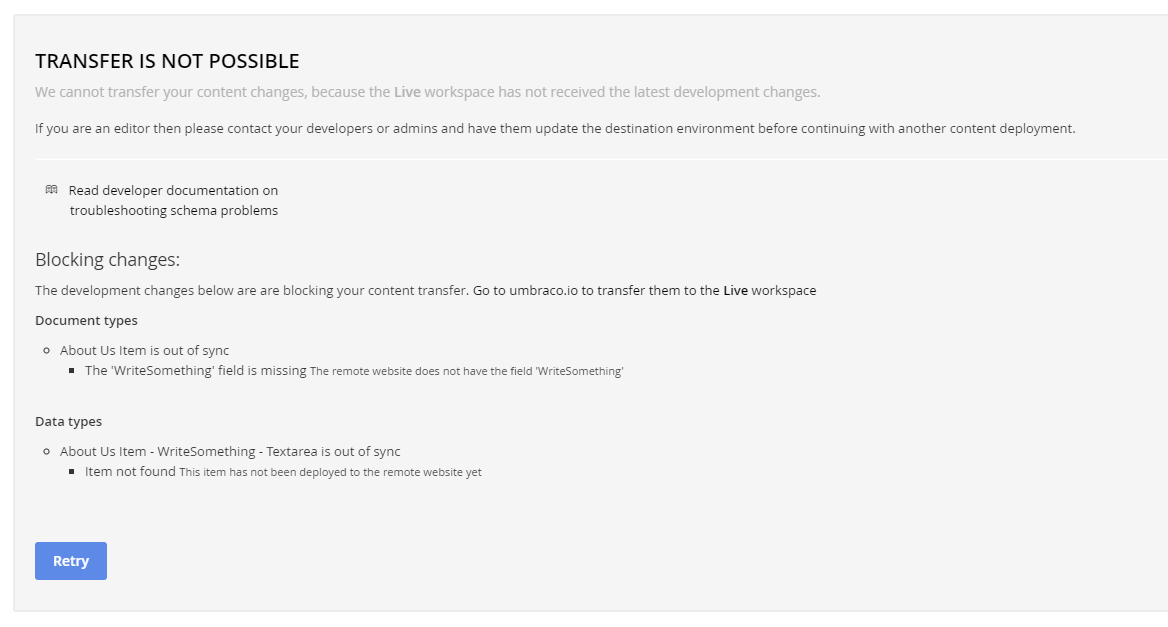 TRANSFER IS NOT POSSIBLE
We cannot transfer your content changes, because the Live workspace has not received the latest development changes.
If you are an editor then please contact your developers or admins and have them update the destination environment before continuing with another content deployment.
Read developer documentation on
troubleshooting schema problems
Blocking changes:
The development changes below are are blocking your content transfer. Go to umbraco.io to transfer them to the Live workspace
Document types
About Us Item is out of sync
The 'WriteSomething' field is missing The remote website does not have the field 'WriteSomething'
Data types
About Us Item - WriteSomething - Textarea is out of sync
Item not found This item has not been deployed to the remote website yet
Retry